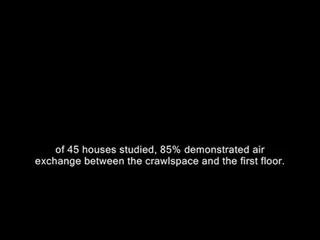 of 45 houses studied, 85% demonstrated air
exchange between the crawlspace and the first floor.